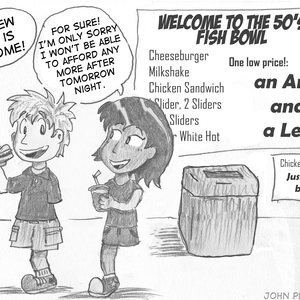 EW
IS
OME!
FOR SURE!
I'M ONLY SORRY
I WON'T BE ABLE
TO AFFORD ANY
MORE AFTER
TOMORROW
NIGHT.
WELCOME TO THE 50'S
FISH BOWL
Cheeseburger
Milkshake
Chicken Sandwich
Slider, 2 Sliders
Sliders
White Hot
One low price!:
an Ar
and
a Le
Chicke
Jus
b
JOHN P